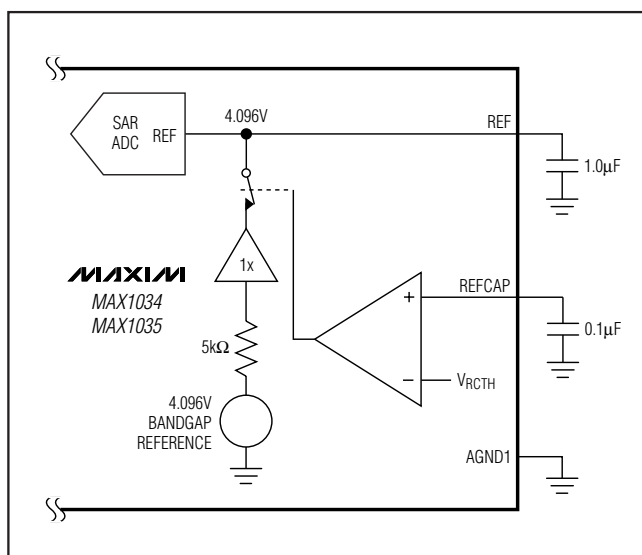 4.096V
SAR
ADC
REF
REF
1.0µF
1x
MAXIM
MAX1034
MAX1035
REFCAP
+
0.1µF
5kΩ
−
VRCTH
4.096V
BANDGAP
REFERENCE
AGND1